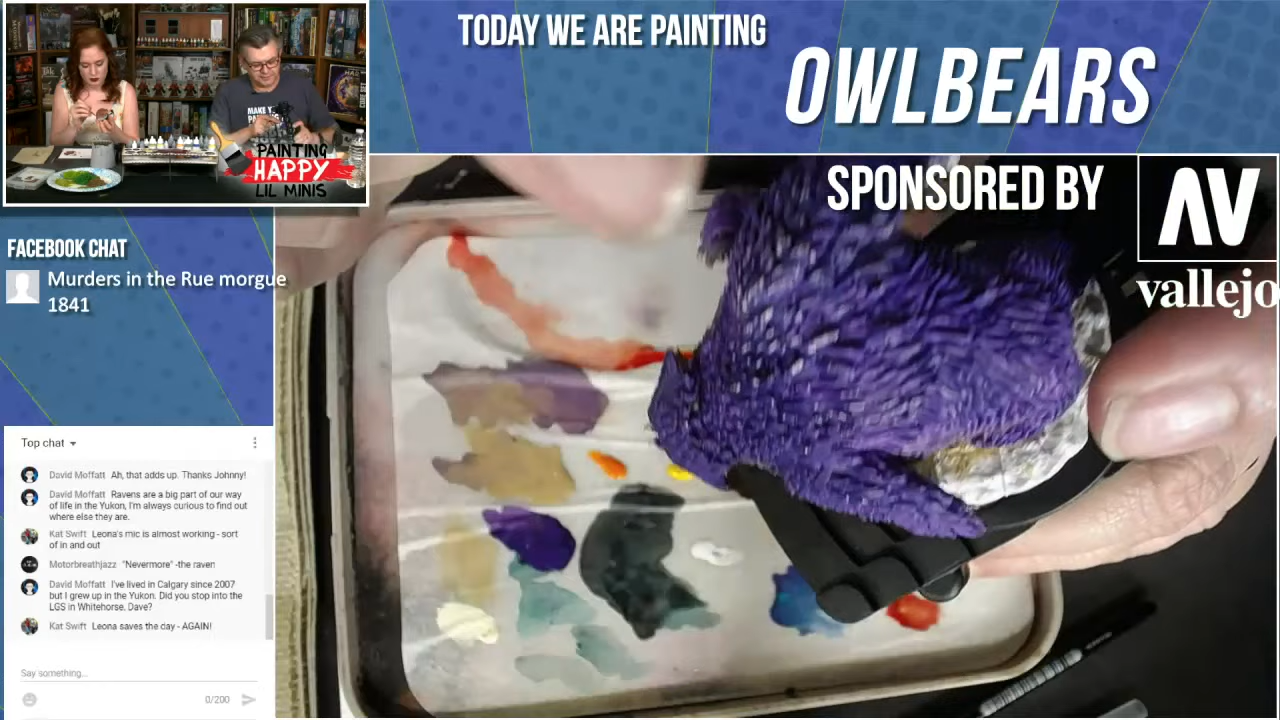 TODAY WE ARE PAINTING
OWLBEARS
SPONSORED BY
AV
vallejo
MAKE Y
PAINTING
HAPPY
LIL MINIS
FACEBOOK CHAT
Murders in the Rue morgue
1841
Top chat
David Moffatt Ah, that adds up. Thanks Johnny!
David Moffatt Ravens are a big part of our way
of life in the Yukon, I'm always curious to find out
where else they are.
Kat Swift Leona's mic is almost working - sort
of in and out
Motorbreathjazz "Nevermore" -the raven
David Moffatt I've lived in Calgary since 2007
but I grew up in the Yukon. Did you stop into the
LGS in Whitehorse, Dave?
Kat Swift Leona saves the day - AGAIN!
Say something...
0/200